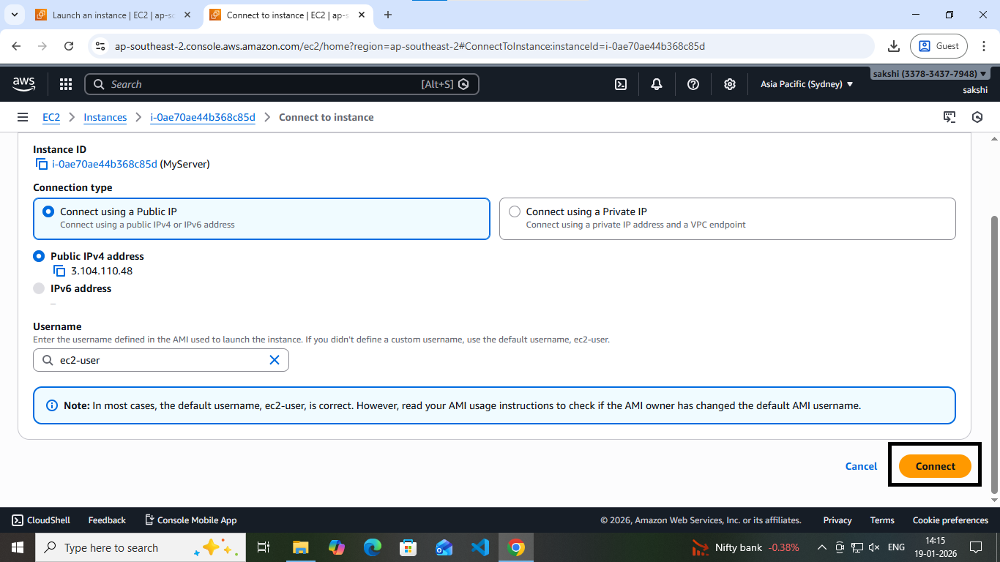 Launch an instance | EC2 | ap-so
Connect to instance | EC2 | ap-s
ap-southeast-2.console.aws.amazon.com/ec2/home?region=ap-southeast-2#ConnectToInstance:instanceId=i-0ae70ae44b368c85d
Guest
aws
Search
[Alt+S]
Asia Pacific (Sydney)
sakshi (3378-3437-7948)
sakshi
EC2
Instances
i-0ae70ae44b368c85d
Connect to instance
Instance ID
i-0ae70ae44b368c85d (MyServer)
Connection type
Connect using a Public IP
Connect using a public IPv4 or IPv6 address
Connect using a Private IP
Connect using a private IP address and a VPC endpoint
Public IPv4 address
3.104.110.48
IPv6 address
–
Username
Enter the username defined in the AMI used to launch the instance. If you didn't define a custom username, use the default username, ec2-user.
ec2-user
Note: In most cases, the default username, ec2-user, is correct. However, read your AMI usage instructions to check if the AMI owner has changed the default AMI username.
Cancel
Connect
CloudShell
Feedback
Console Mobile App
© 2026, Amazon Web Services, Inc. or its affiliates.
Privacy
Terms
Cookie preferences
Type here to search
Nifty bank -0.38%
ENG
14:15
19-01-2026